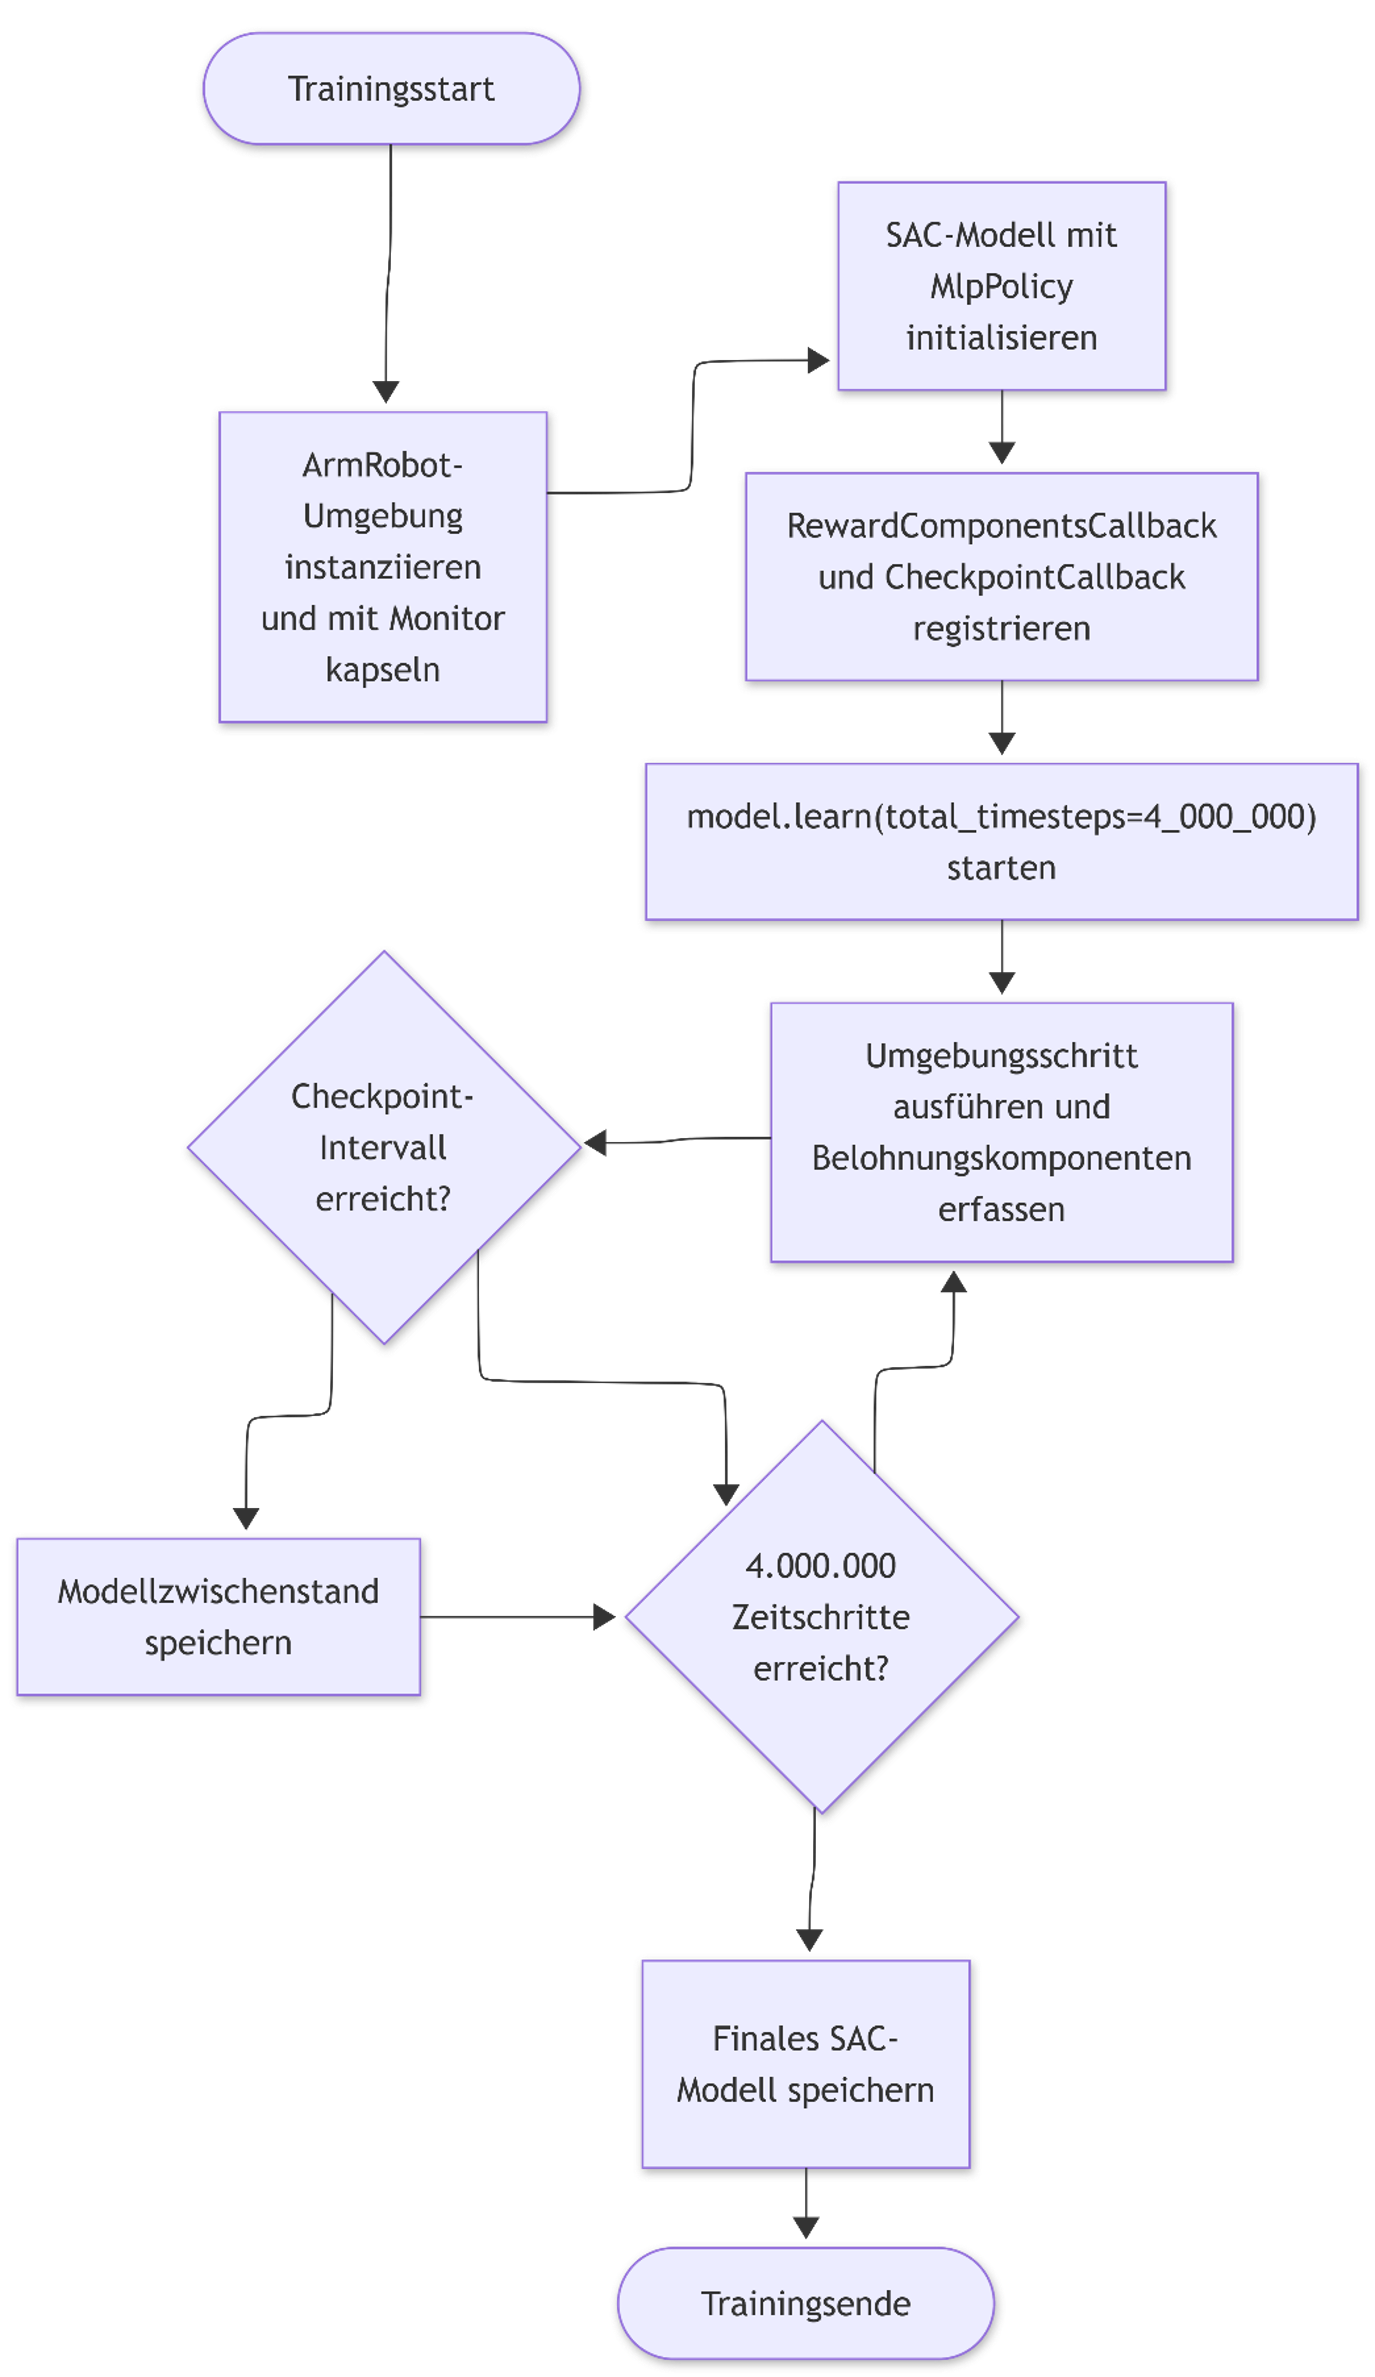 Trainingsstart
ArmRobot-
Umgebung
instanziieren
und mit Monitor
kapseln
SAC-Modell mit
MlpPolicy
initialisieren
RewardComponentsCallback
und CheckpointCallback
registrieren
model.learn(total_timesteps=4_000_000)
starten
Umgebungsschritt
ausführen und
Belohnungskomponenten
erfassen
Checkpoint-
Intervall
erreicht?
Modellzwischenstand
speichern
4.000.000
Zeitschritte
erreicht?
Finales SAC-
Modell speichern
Trainingsende